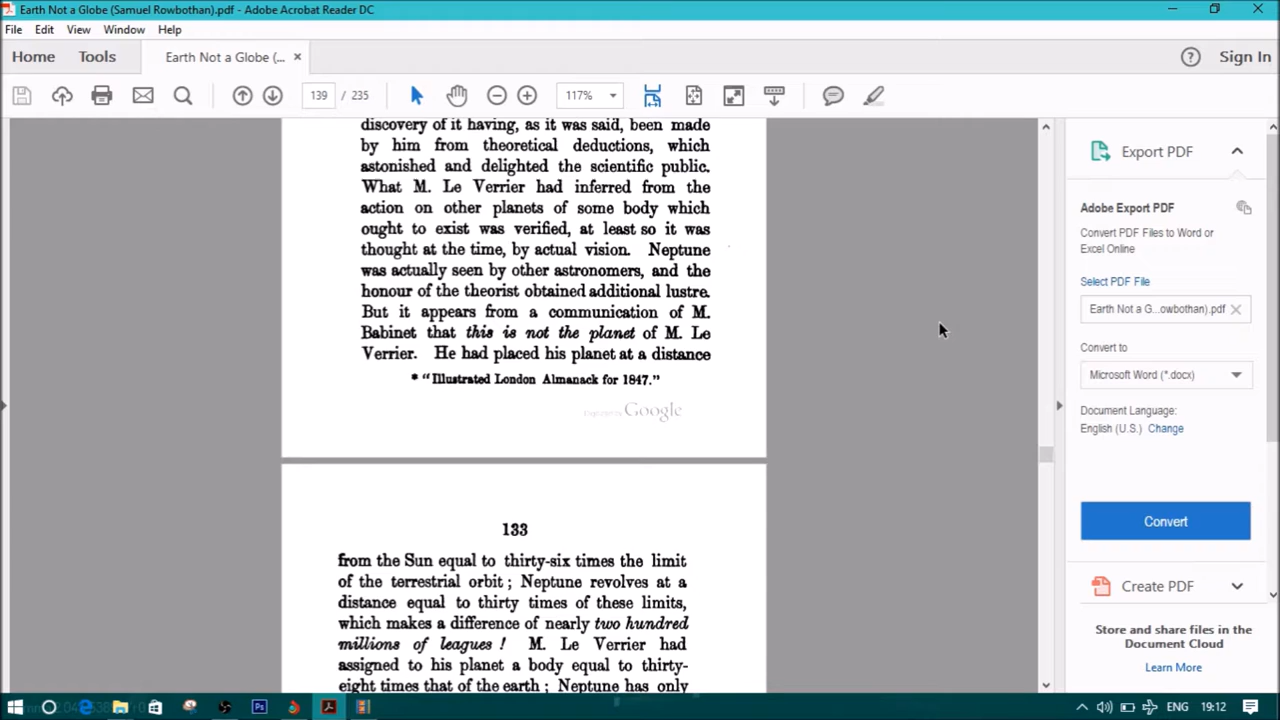 Earth Not a Globe (Samuel Rowbothan).pdf - Adobe Acrobat Reader DC
File Edit View Window Help
Home Tools Earth Not a Globe (... × Sign In
139 / 235 117%
discovery of it having, as it was said, been made
by him from theoretical deductions, which
astonished and delighted the scientific public.
What M. Le Verrier had inferred from the
action on other planets of some body which
ought to exist was verified, at least so it was
thought at the time, by actual vision. Neptune
was actually seen by other astronomers, and the
honour of the theorist obtained additional lustre.
But it appears from a communication of M.
Babinet that this is not the planet of M. Le
Verrier. He had placed his planet at a distance
* "Illustrated London Almanack for 1847."
Google
133
from the Sun equal to thirty-six times the limit
of the terrestrial orbit ; Neptune revolves at a
distance equal to thirty times of these limits,
which makes a difference of nearly two hundred
millions of leagues ! M. Le Verrier had
assigned to his planet a body equal to thirty-
eight times that of the earth ; Neptune has only
Export PDF
Adobe Export PDF
Convert PDF Files to Word or
Excel Online
Select PDF File
Earth Not a G...owbothan).pdf ×
Convert to
Microsoft Word (*.docx)
Document Language:
English (U.S.) Change
Convert
Create PDF
Store and share files in the
Document Cloud
Learn More
ENG 19:12